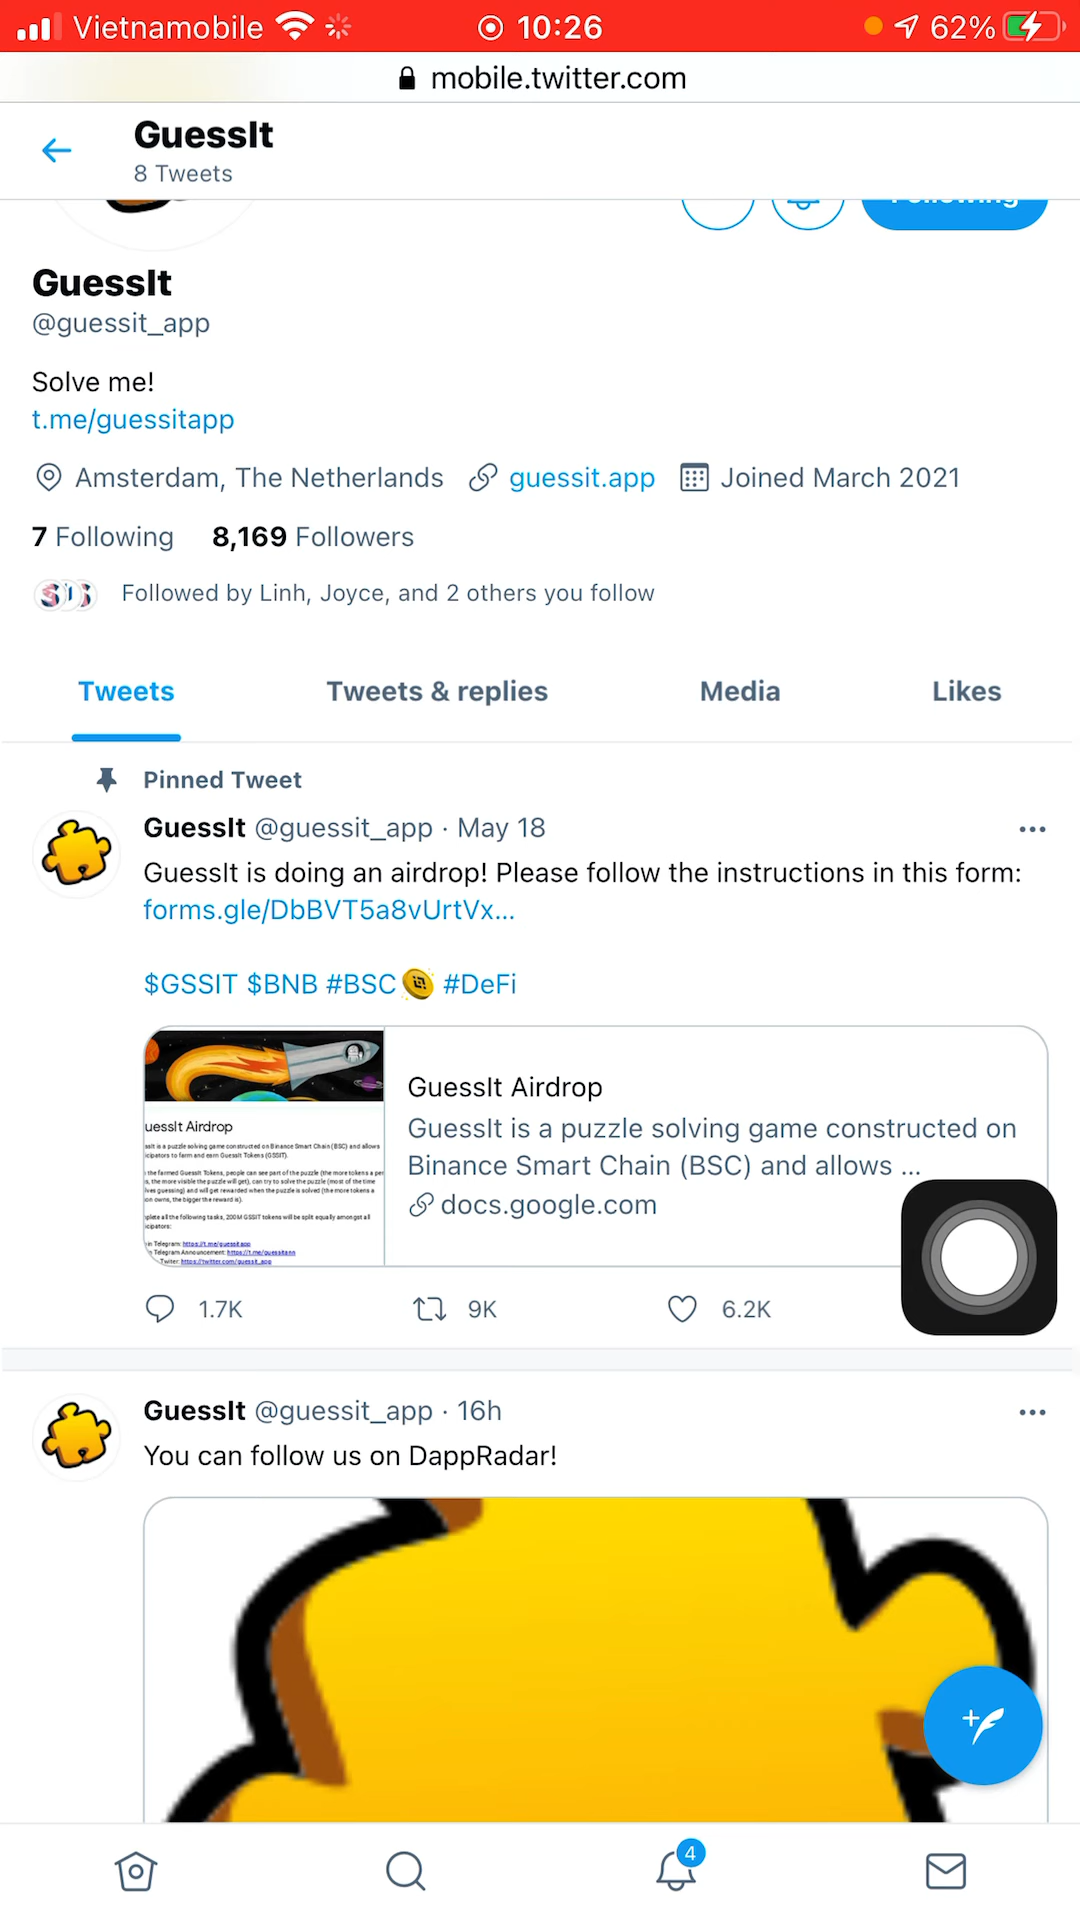 Vietnamobile 10:26 62%
mobile.twitter.com
GuessIt
8 Tweets
Following
GuessIt
@guessit_app
Solve me!
t.me/guessitapp
Amsterdam, The Netherlands guessit.app Joined March 2021
7 Following 8,169 Followers
Followed by Linh, Joyce, and 2 others you follow
Tweets Tweets & replies Media Likes
Pinned Tweet
GuessIt @guessit_app · May 18
GuessIt is doing an airdrop! Please follow the instructions in this form:
forms.gle/DbBVT5a8vUrtVx...
$GSSIT $BNB #BSC #DeFi
uessIt Airdrop
GuessIt Airdrop
GuessIt is a puzzle solving game constructed on
Binance Smart Chain (BSC) and allows ...
docs.google.com
1.7K 9K 6.2K
GuessIt @guessit_app · 16h
You can follow us on DappRadar!
4